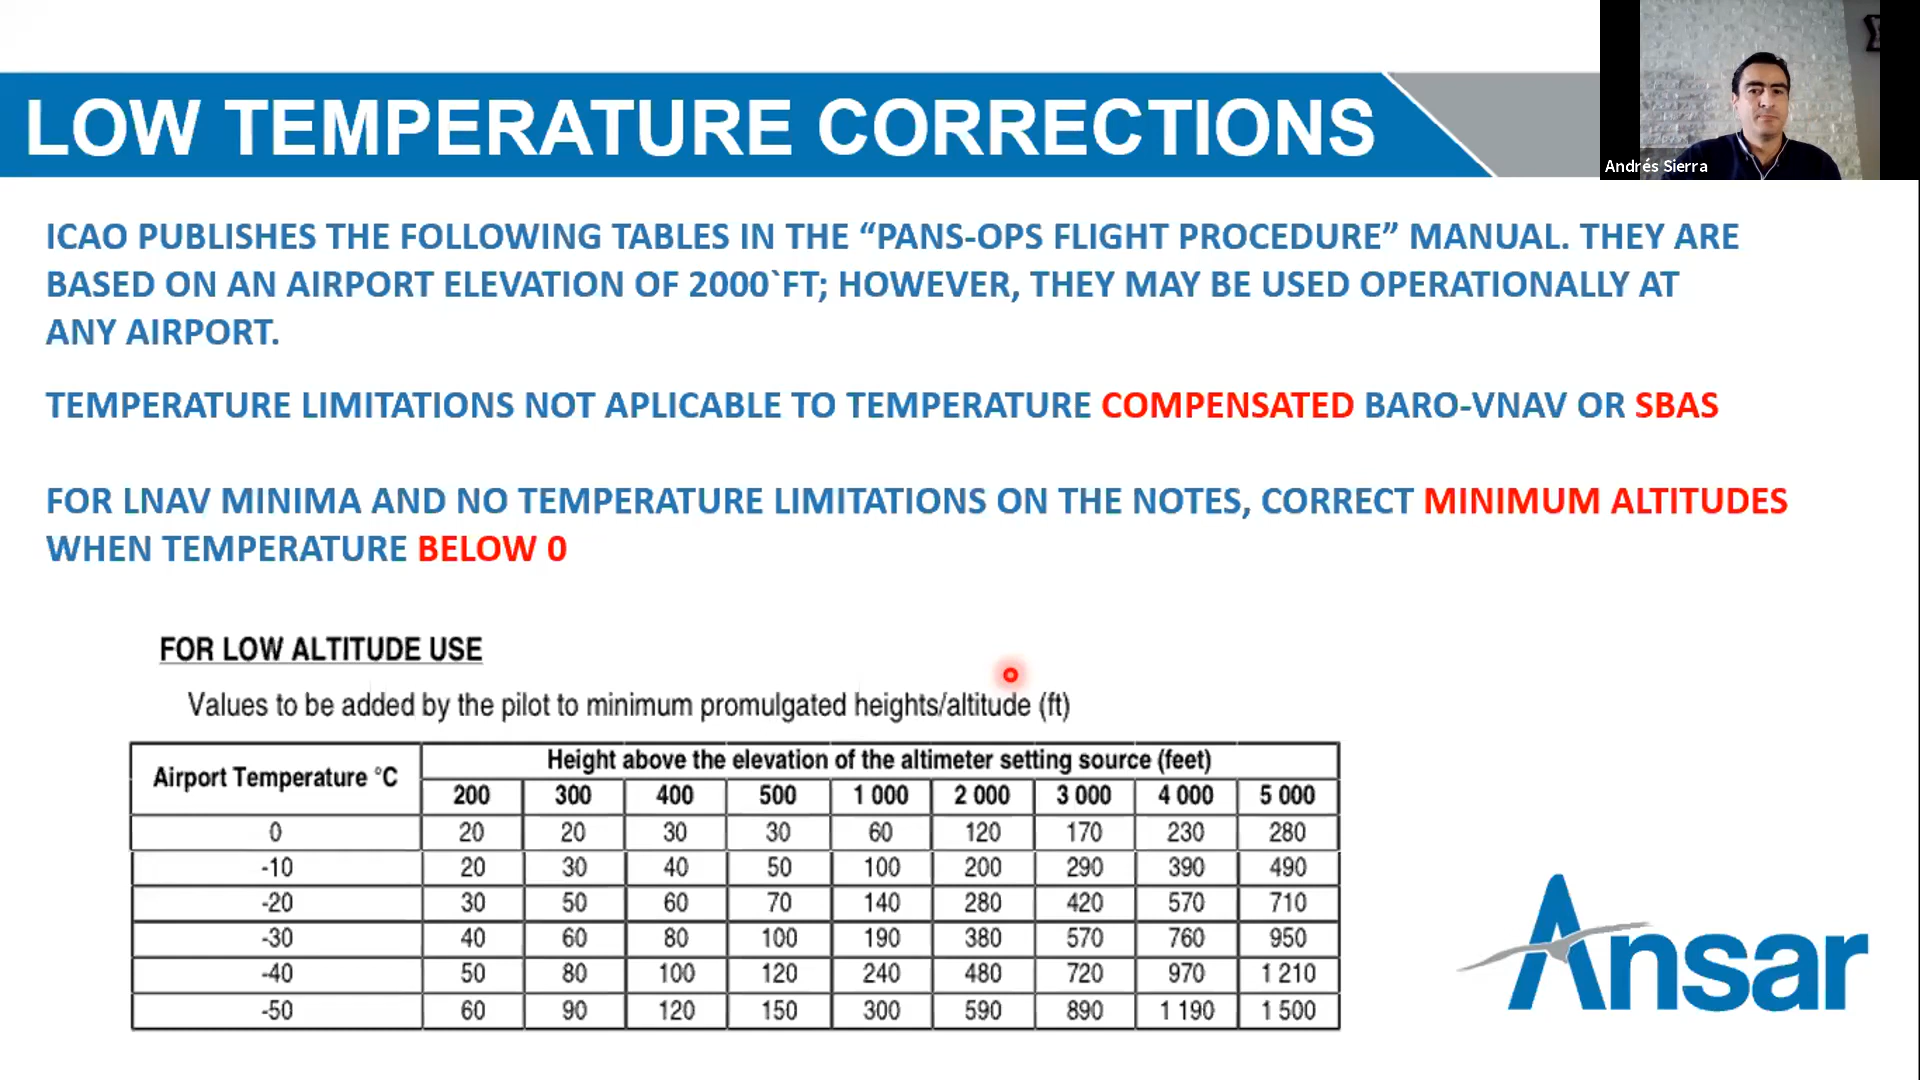 LOW TEMPERATURE CORRECTIONS
Andrés Sierra
ICAO PUBLISHES THE FOLLOWING TABLES IN THE “PANS-OPS FLIGHT PROCEDURE” MANUAL. THEY ARE
BASED ON AN AIRPORT ELEVATION OF 2000`FT; HOWEVER, THEY MAY BE USED OPERATIONALLY AT
ANY AIRPORT.
TEMPERATURE LIMITATIONS NOT APLICABLE TO TEMPERATURE COMPENSATED BARO-VNAV OR SBAS
FOR LNAV MINIMA AND NO TEMPERATURE LIMITATIONS ON THE NOTES, CORRECT MINIMUM ALTITUDES
WHEN TEMPERATURE BELOW 0
FOR LOW ALTITUDE USE
Values to be added by the pilot to minimum promulgated heights/altitude (ft)
Airport Temperature °C
Height above the elevation of the altimeter setting source (feet)
200 300 400 500 1 000 2 000 3 000 4 000 5 000
0 20 20 30 30 60 120 170 230 280
-10 20 30 40 50 100 200 290 390 490
-20 30 50 60 70 140 280 420 570 710
-30 40 60 80 100 190 380 570 760 950
-40 50 80 100 120 240 480 720 970 1 210
-50 60 90 120 150 300 590 890 1 190 1 500
Ansar